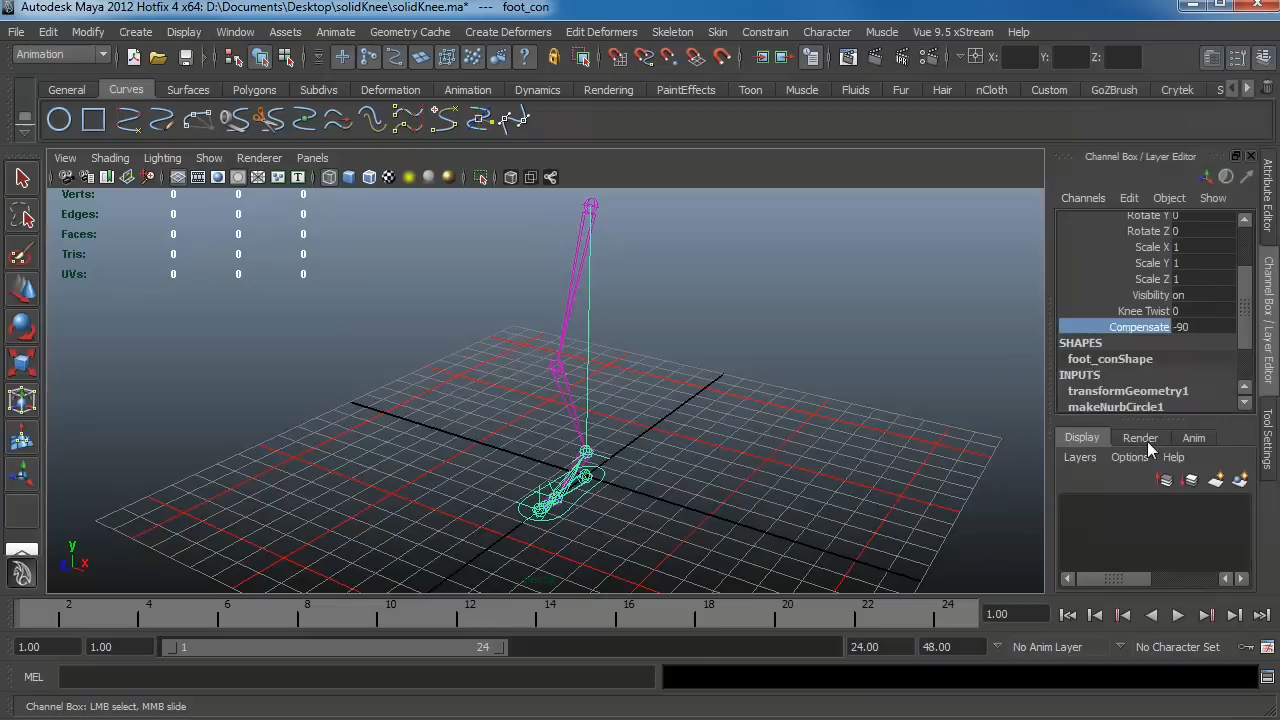 Autodesk Maya 2012 Hotfix 4 x64: D:\Documents\Desktop\solidKnee\solidKnee.ma* --- foot_con
File Edit Modify Create Display Window Assets Animate Geometry Cache Create Deformers Edit Deformers Skeleton Skin Constrain Character Muscle Vue 9.5 xStream Help
Animation X: Y: Z:
General Curves Surfaces Polygons Subdivs Deformation Animation Dynamics Rendering PaintEffects Toon Muscle Fluids Fur Hair nCloth Custom GoZBrush Crytek S
View Shading Lighting Show Renderer Panels
Verts: 0 0 0
Edges: 0 0 0
Faces: 0 0 0
Tris: 0 0 0
UVs: 0 0 0
y
z x
Channel Box / Layer Editor
Channels Edit Object Show
Rotate Y 0
Rotate Z 0
Scale X 1
Scale Y 1
Scale Z 1
Visibility on
Knee Twist 0
Compensate -90
SHAPES
foot_conShape
INPUTS
transformGeometry1
makeNurbCircle1
Display Render Anim
Layers Options Help
Attribute Editor
Channel Box / Layer Editor
Tool Settings
2 4 6 8 10 12 14 16 18 20 22 24 1.00
1.00 1.00 1 24 24.00 48.00 No Anim Layer No Character Set
MEL
Channel Box: LMB select, MMB slide